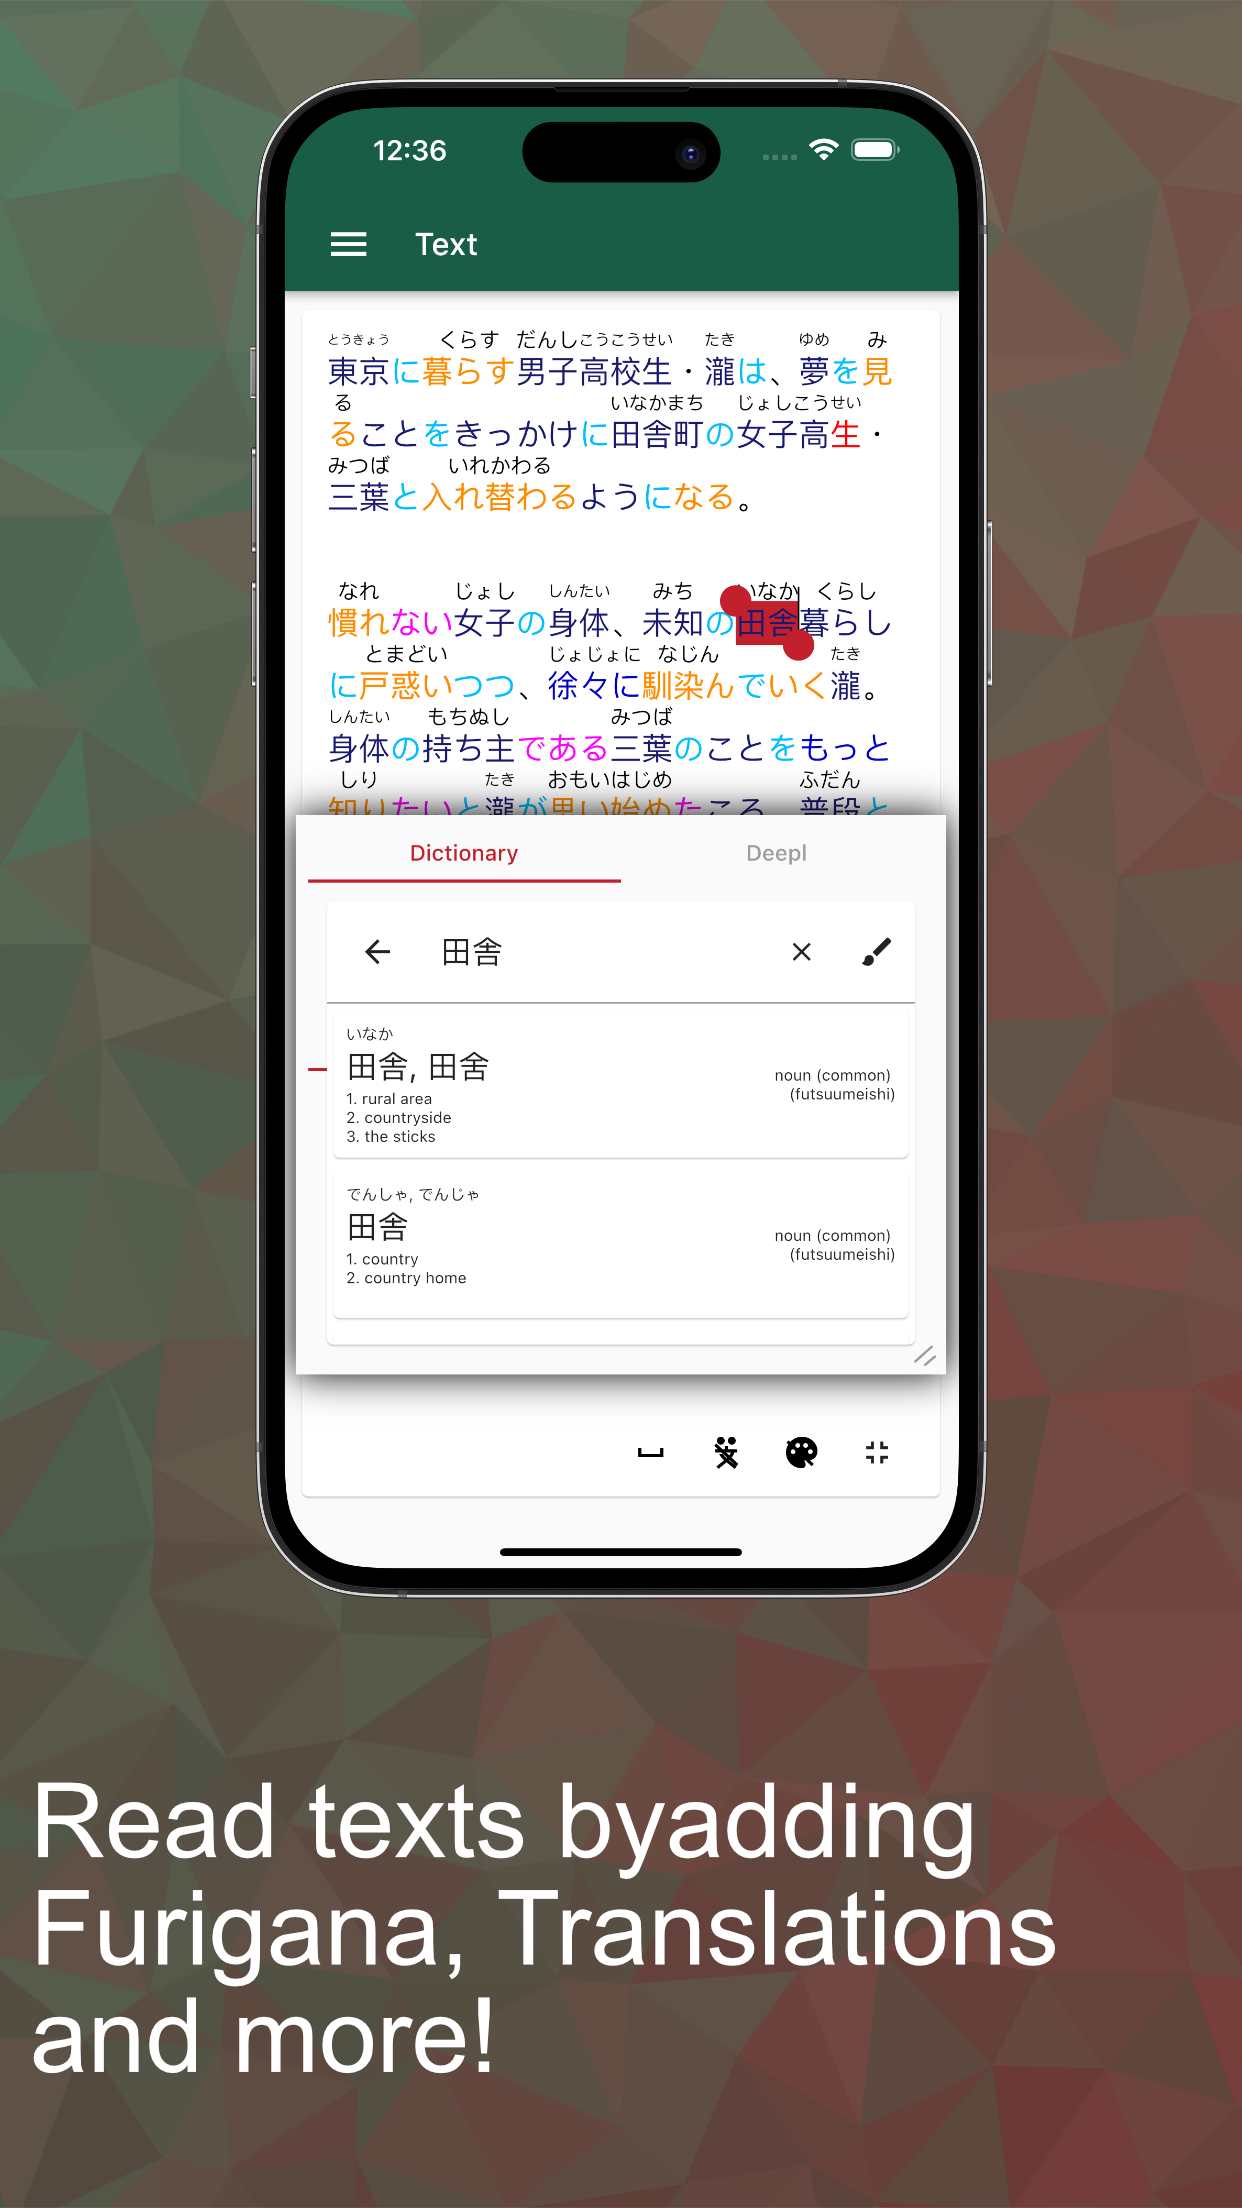 12:36
Text
とうきょう くらす だんし こうこうせい たき ゆめ み
東京に暮らす男子高校生・瀧は、夢を見
る いなかまち じょしこうせい
ることをきっかけに田舎町の女子高生・
みつば いれかわる
三葉と入れ替わるようになる。
なれ じょし しんたい みち いなか くらし
慣れない女子の身体、未知の田舎暮らし
とまどい じょじょに なじん たき
に戸惑いつつ、徐々に馴染んでいく瀧。
しんたい もちぬし みつば
身体の持ち主である三葉のことをもっと
しり たき おもいはじめ ふだん
知りたいと瀧が思い始めたころ、普段と
Dictionary Deepl
田舎
いなか
田舎, 田舎
noun (common)
(futsuumeishi)
1. rural area
2. countryside
3. the sticks
でんしゃ, でんじゃ
田舎
noun (common)
(futsuumeishi)
1. country
2. country home
Read texts byadding
Furigana, Translations
and more!